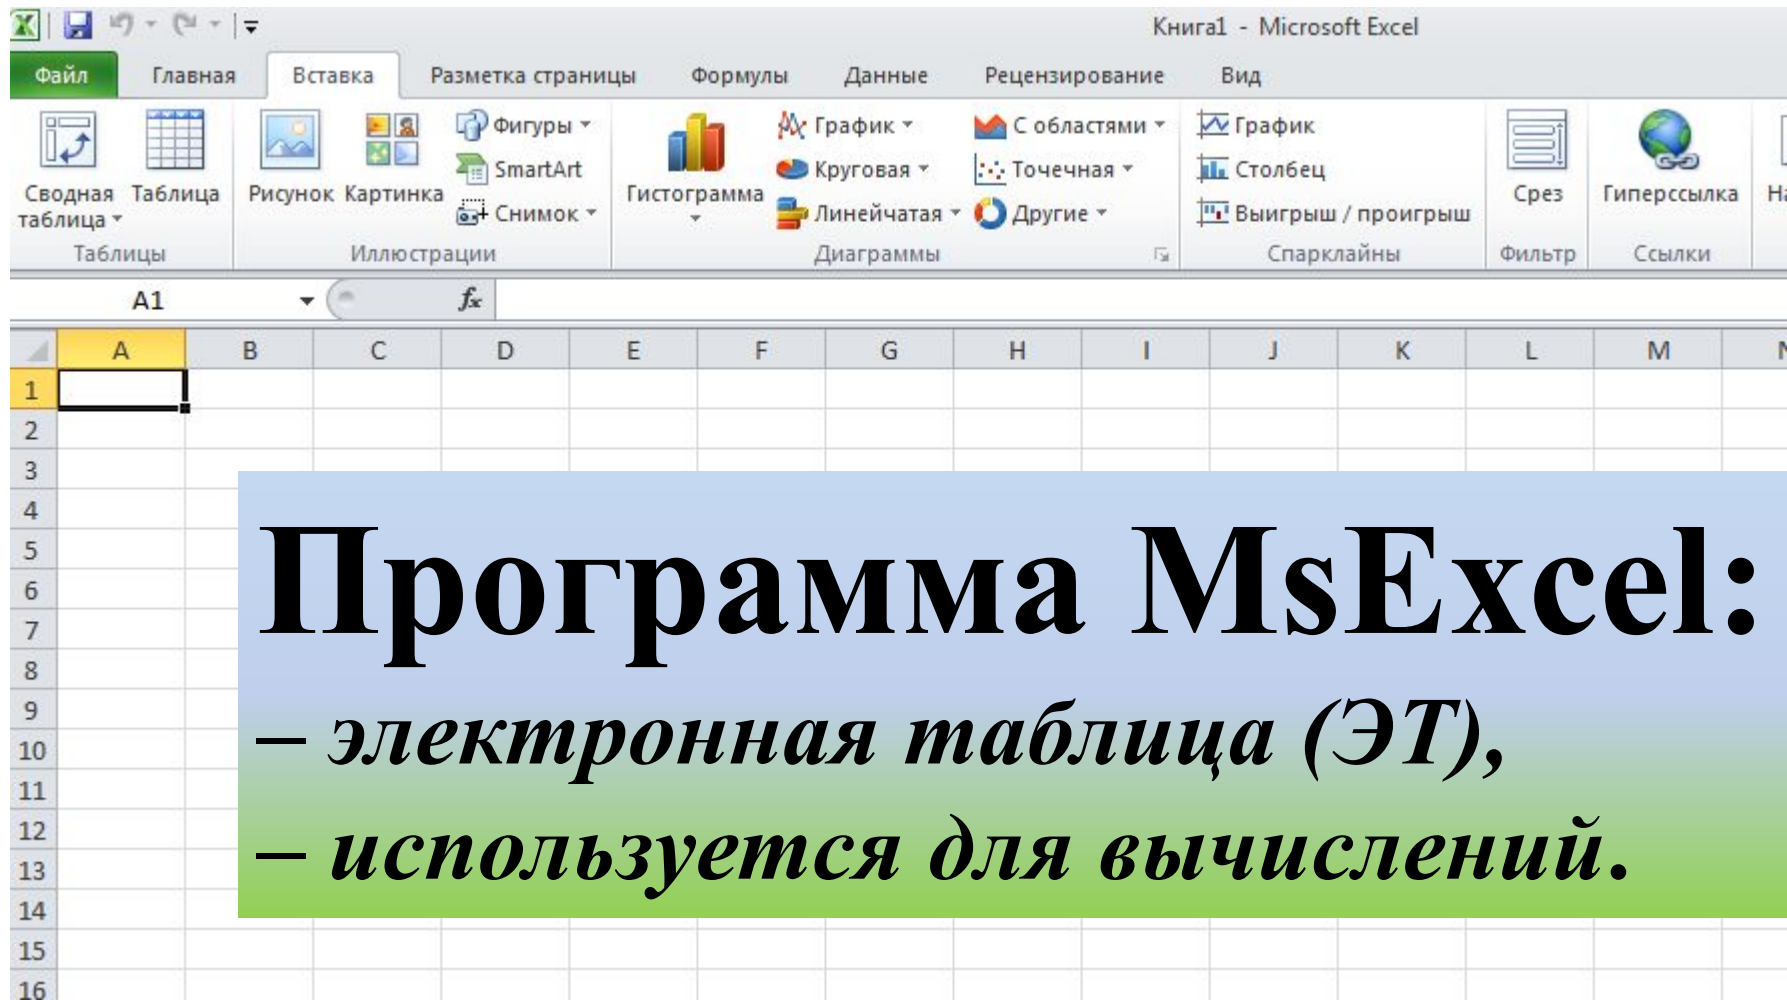 Книга1 - Microsoft Excel
Файл Главная Вставка Разметка страницы Формулы Данные Рецензирование Вид
Сводная таблица
Таблица
Таблицы
Рисунок
Картинка
Фигуры
SmartArt
Снимок
Иллюстрации
Гистограмма
График
Круговая
Линейчатая
С областями
Точечная
Другие
Диаграммы
График
Столбец
Выигрыш / проигрыш
Спарклайны
Срез
Фильтр
Гиперссылка
Ссылки
A1 fx
A B C D E F G H I J K L M
1
2
3
4
5
6
7
8
9
10
11
12
13
14
15
16
Программа MsExcel:
– электронная таблица (ЭТ),
– используется для вычислений.